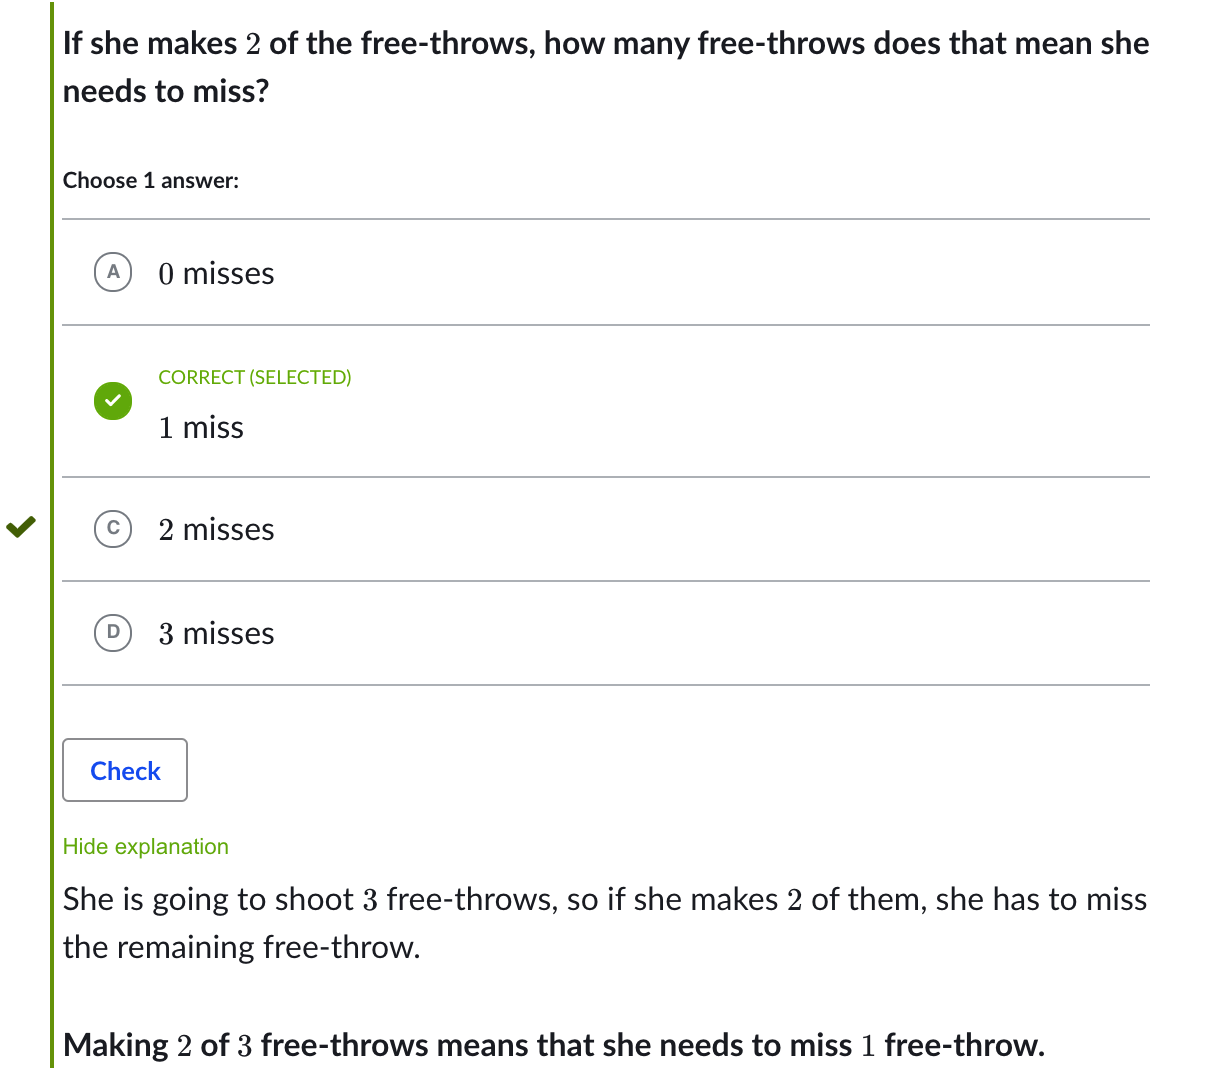 If she makes 2 of the free-throws, how many free-throws does that mean she
needs to miss?
Choose 1 answer:
A 0 misses
CORRECT (SELECTED)
1 miss
C 2 misses
D 3 misses
Check
Hide explanation
She is going to shoot 3 free-throws, so if she makes 2 of them, she has to miss
the remaining free-throw.
Making 2 of 3 free-throws means that she needs to miss 1 free-throw.